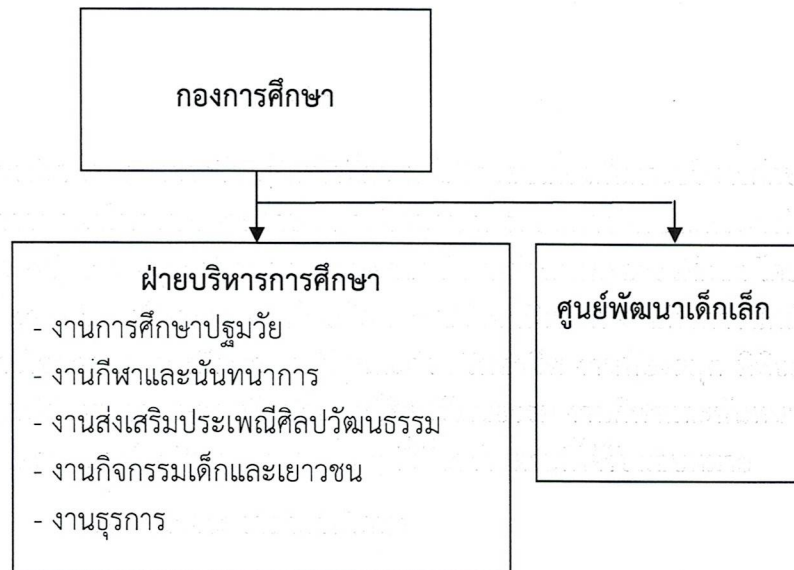 กองการศึกษา
ฝ่ายบริหารการศึกษา
- งานการศึกษาปฐมวัย
- งานกีฬาและนันทนาการ
- งานส่งเสริมประเพณีศิลปวัฒนธรรม
- งานกิจกรรมเด็กและเยาวชน
- งานธุรการ
ศูนย์พัฒนาเด็กเล็ก